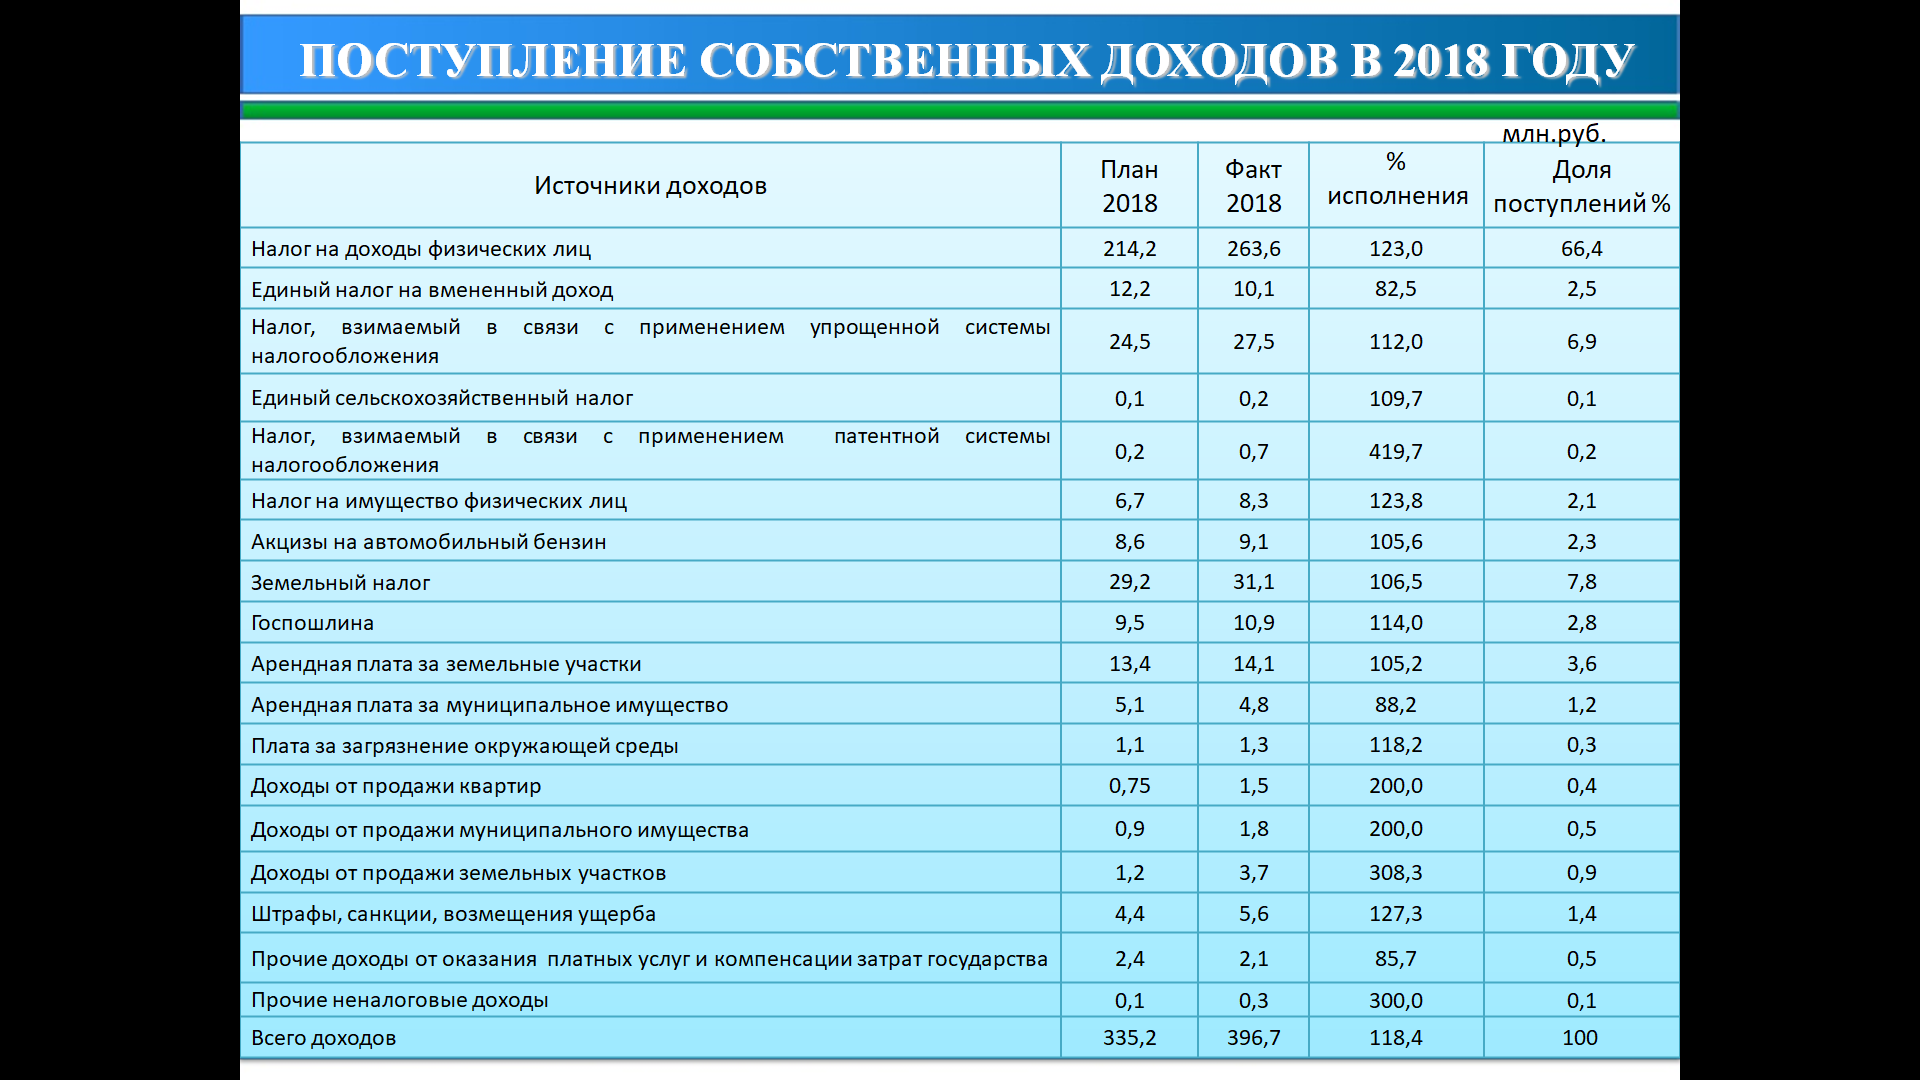 ПОСТУПЛЕНИЕ СОБСТВЕННЫХ ДОХОДОВ В 2018 ГОДУ
млн.руб.
Источники доходов План 2018 Факт 2018 % исполнения Доля поступлений %
Налог на доходы физических лиц 214,2 263,6 123,0 66,4
Единый налог на вмененный доход 12,2 10,1 82,5 2,5
Налог, взимаемый в связи с применением упрощенной системы
налогообложения 24,5 27,5 112,0 6,9
Единый сельскохозяйственный налог 0,1 0,2 109,7 0,1
Налог, взимаемый в связи с применением патентной системы
налогообложения 0,2 0,7 419,7 0,2
Налог на имущество физических лиц 6,7 8,3 123,8 2,1
Акцизы на автомобильный бензин 8,6 9,1 105,6 2,3
Земельный налог 29,2 31,1 106,5 7,8
Госпошлина 9,5 10,9 114,0 2,8
Арендная плата за земельные участки 13,4 14,1 105,2 3,6
Арендная плата за муниципальное имущество 5,1 4,8 88,2 1,2
Плата за загрязнение окружающей среды 1,1 1,3 118,2 0,3
Доходы от продажи квартир 0,75 1,5 200,0 0,4
Доходы от продажи муниципального имущества 0,9 1,8 200,0 0,5
Доходы от продажи земельных участков 1,2 3,7 308,3 0,9
Штрафы, санкции, возмещения ущерба 4,4 5,6 127,3 1,4
Прочие доходы от оказания платных услуг и компенсации затрат государства 2,4 2,1 85,7 0,5
Прочие неналоговые доходы 0,1 0,3 300,0 0,1
Всего доходов 335,2 396,7 118,4 100